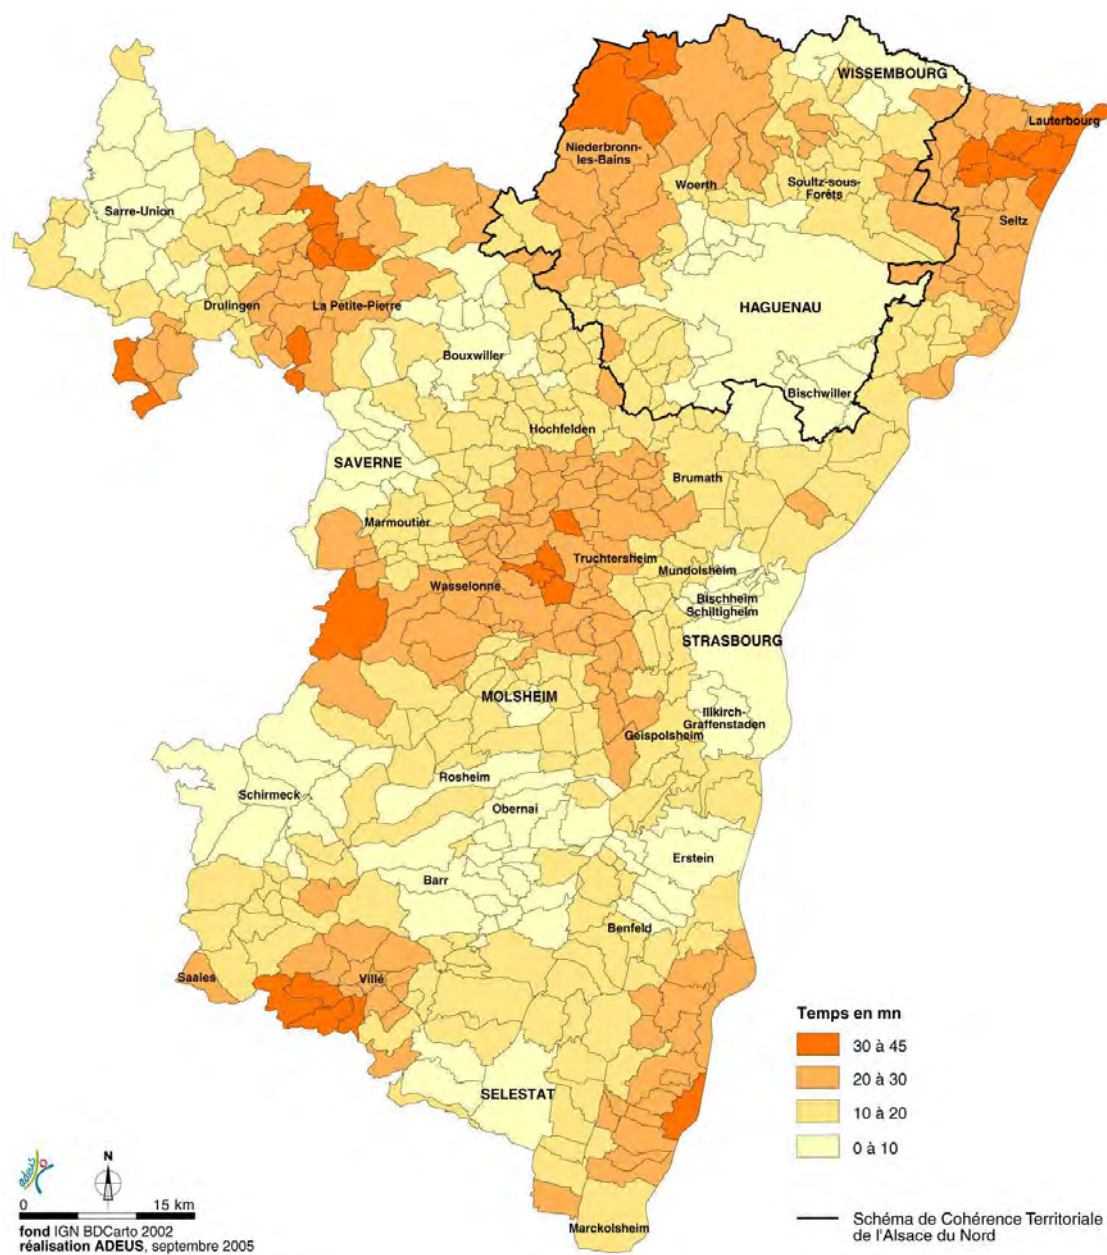 WISSEMBOURG
Lauterbourg
Niederbronn-
les-Bains
Woerth
Soultz-sous-
Forêts
Sarre-Union
Seltz
Drulingen
La Petite-Pierre
HAGUENAU
Bouxwiller
Bischwiller
Hochfelden
SAVERNE
Brumath
Marmoutier
Truchtersheim
Mundolsheim
Wasselonne
Bischheim
Schiltigheim
STRASBOURG
MOLSHEIM
Illkirch-
Graffenstaden
Geispolsheim
Rosheim
Schirmeck
Obernai
Erstein
Barr
Benfeld
Saales
Villé
SELESTAT
Marckolsheim
Temps en mn
30 à 45
20 à 30
10 à 20
0 à 10
Schéma de Cohérence Territoriale
de l'Alsace du Nord
adeus
N
0 15 km
fond IGN BDCarto 2002
réalisation ADEUS, septembre 2005